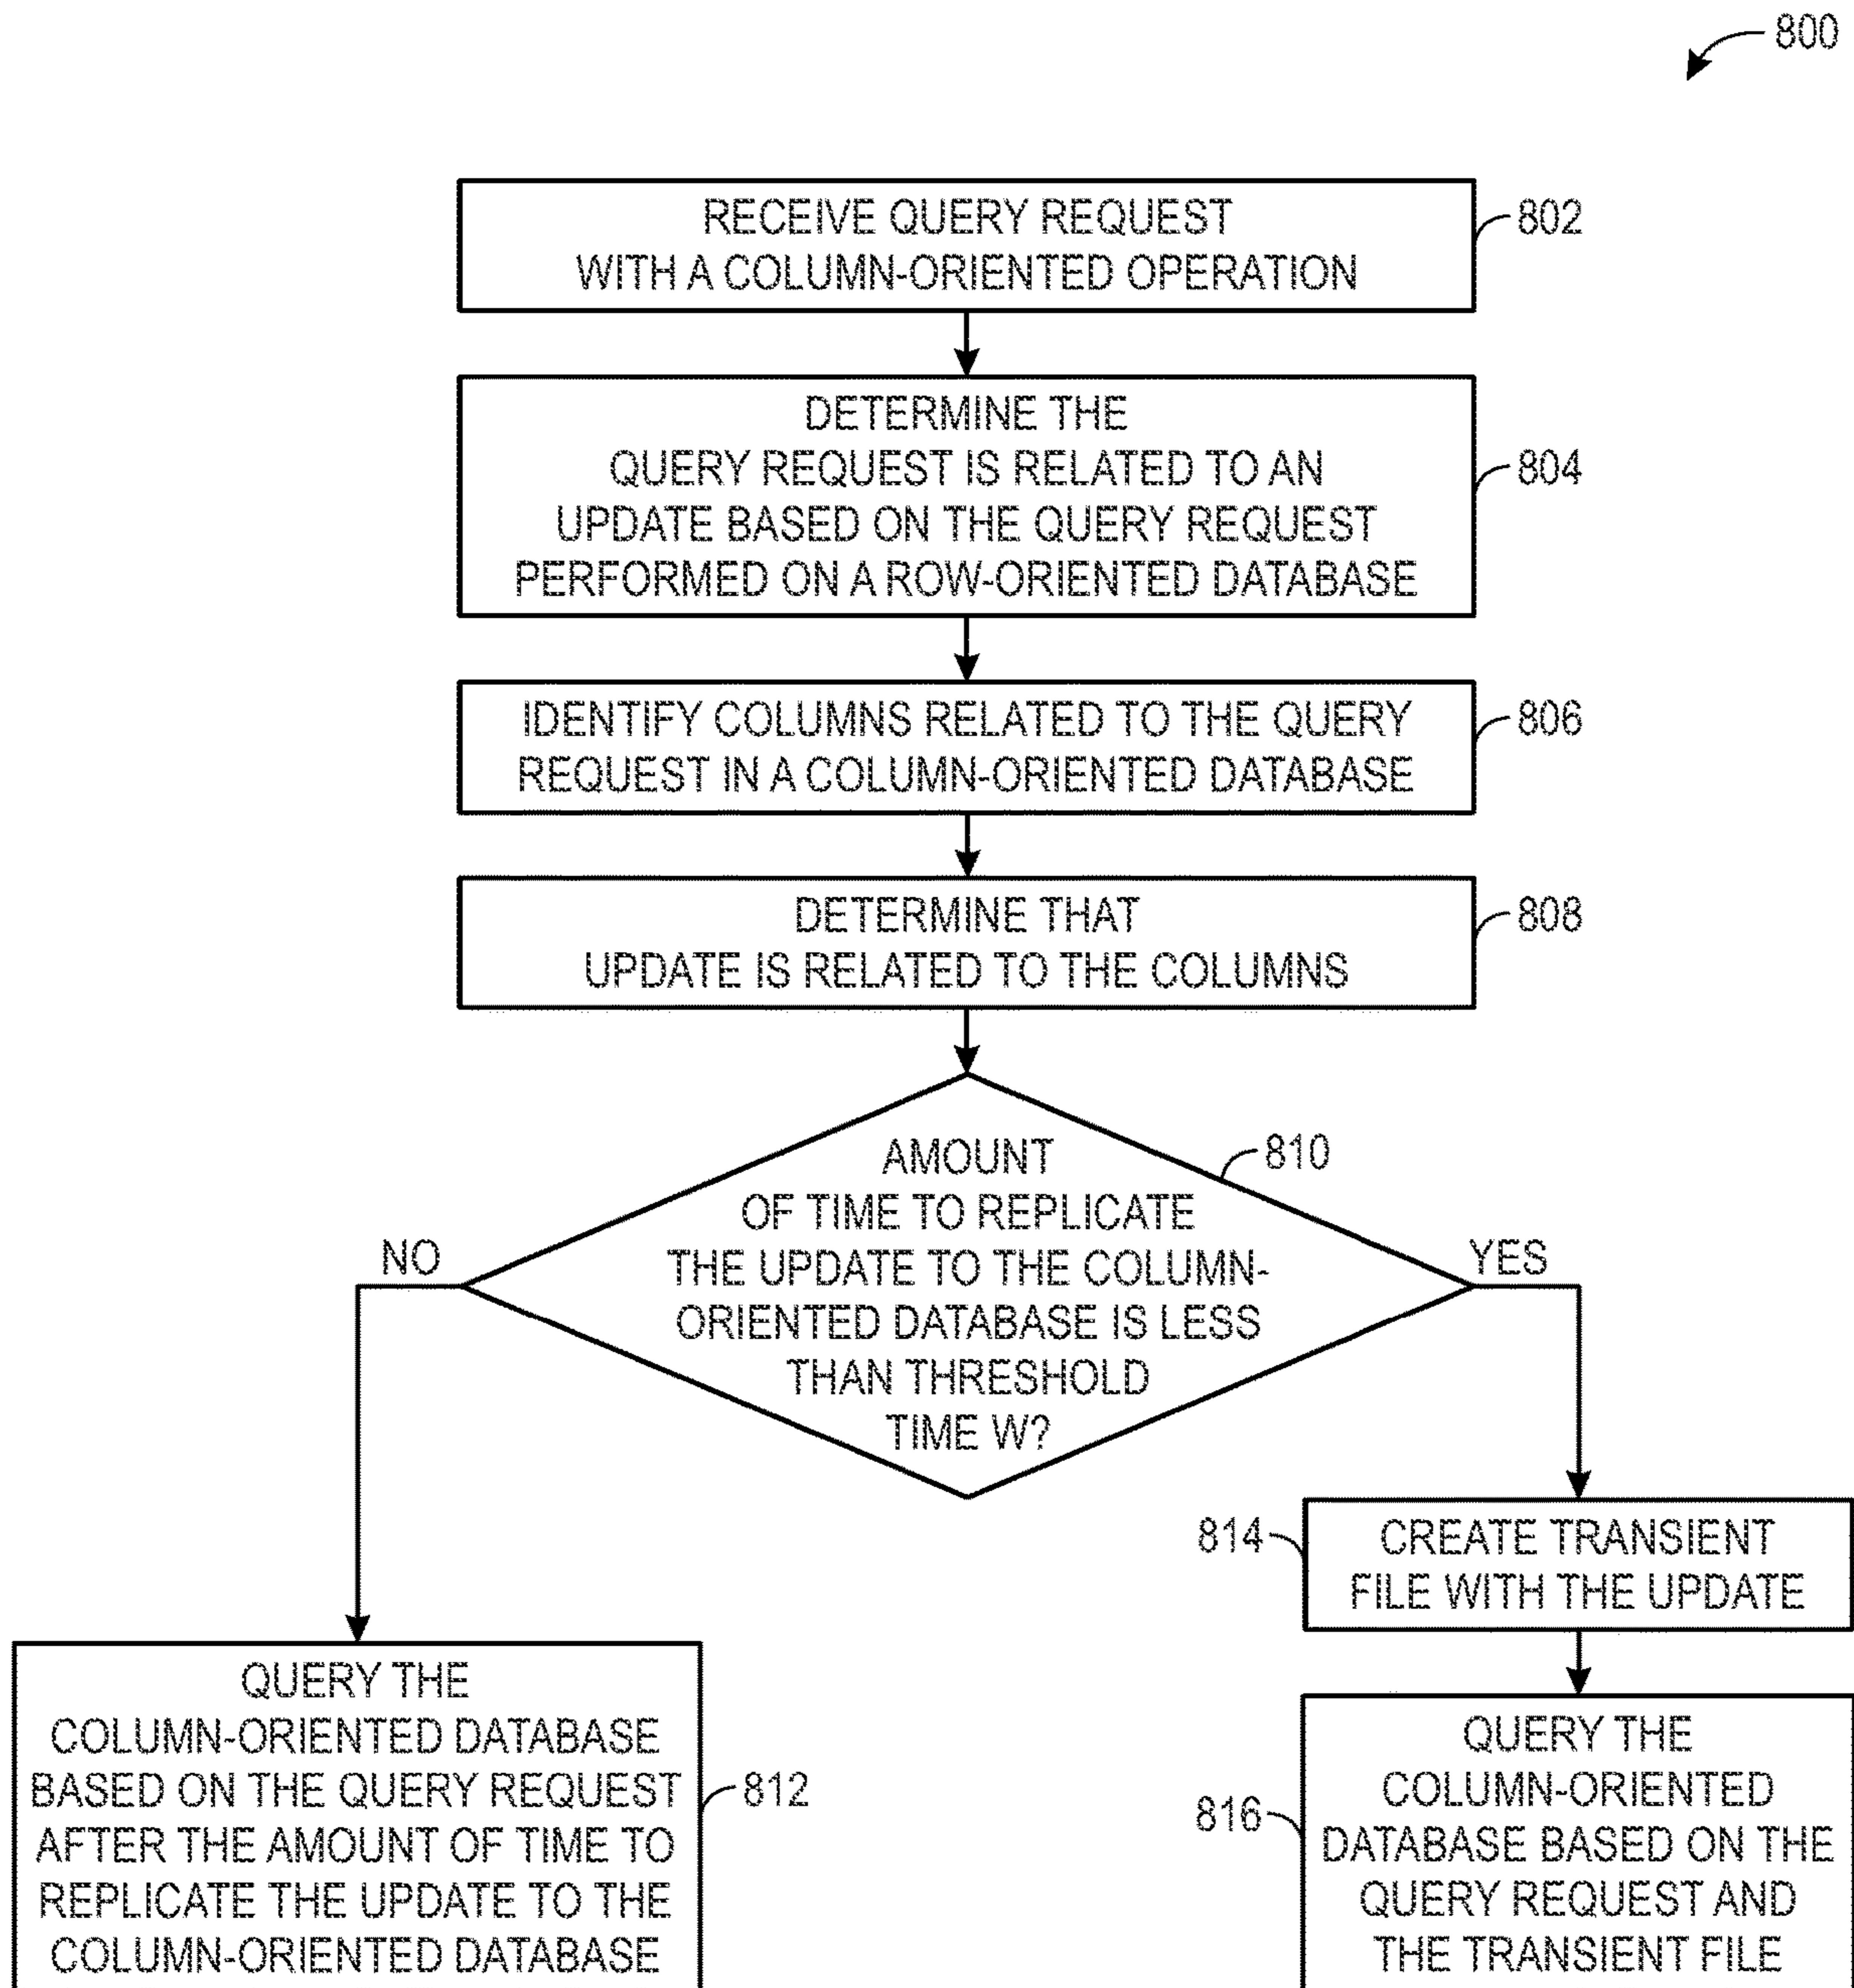 800
RECEIVE QUERY REQUEST
WITH A COLUMN-ORIENTED OPERATION
802
DETERMINE THE
QUERY REQUEST IS RELATED TO AN
UPDATE BASED ON THE QUERY REQUEST
PERFORMED ON A ROW-ORIENTED DATABASE
804
IDENTIFY COLUMNS RELATED TO THE QUERY
REQUEST IN A COLUMN-ORIENTED DATABASE
806
DETERMINE THAT
UPDATE IS RELATED TO THE COLUMNS
808
AMOUNT
OF TIME TO REPLICATE
THE UPDATE TO THE COLUMN-
ORIENTED DATABASE IS LESS
THAN THRESHOLD
TIME W?
810
NO
YES
814
CREATE TRANSIENT
FILE WITH THE UPDATE
QUERY THE
COLUMN-ORIENTED DATABASE
BASED ON THE QUERY REQUEST
AFTER THE AMOUNT OF TIME TO
REPLICATE THE UPDATE TO THE
COLUMN-ORIENTED DATABASE
812
816
QUERY THE
COLUMN-ORIENTED
DATABASE BASED ON THE
QUERY REQUEST AND
THE TRANSIENT FILE